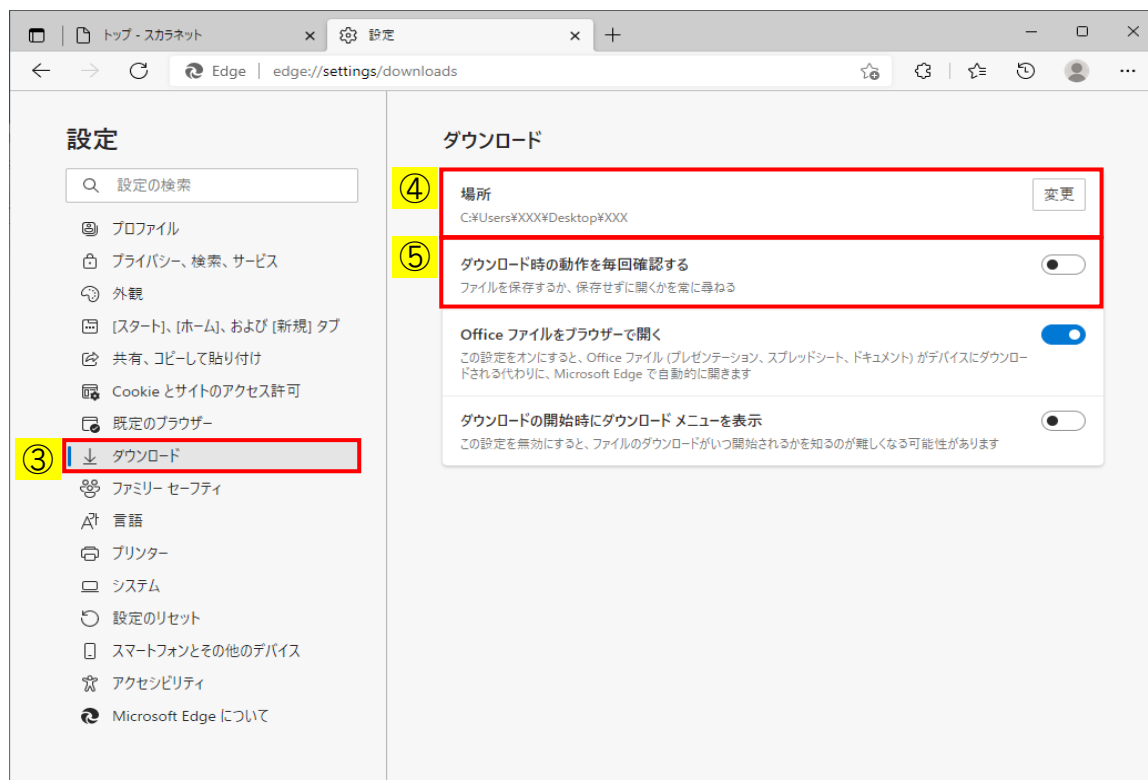 トップ - スカラネット
設定
Edge | edge://settings/downloads
設定
設定の検索
プロファイル
プライバシー、検索、サービス
外観
[スタート]、[ホーム]、および [新規] タブ
共有、コピーして貼り付け
Cookie とサイトのアクセス許可
既定のブラウザー
③
ダウンロード
ファミリー セーフティ
言語
プリンター
システム
設定のリセット
スマートフォンとその他のデバイス
アクセシビリティ
Microsoft Edge について
ダウンロード
④
場所
C:¥Users¥XXX¥Desktop¥XXX
変更
⑤
ダウンロード時の動作を毎回確認する
ファイルを保存するか、保存せずに開くかを常に尋ねる
Office ファイルをブラウザーで開く
この設定をオンにすると、Office ファイル (プレゼンテーション、スプレッドシート、ドキュメント) がデバイスにダウンロー
ドされる代わりに、Microsoft Edge で自動的に開きます
ダウンロードの開始時にダウンロード メニューを表示
この設定を無効にすると、ファイルのダウンロードがいつ開始されるかを知るのが難しくなる可能性があります